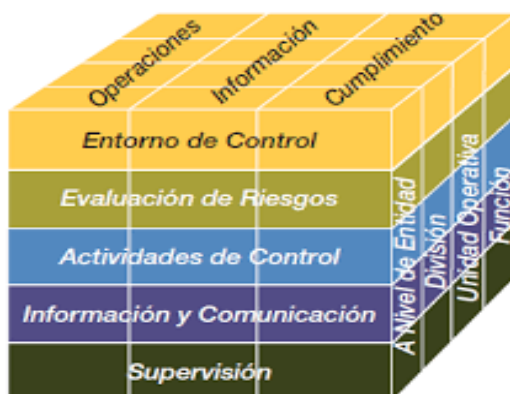 Operaciones
Información
Cumplimiento
Entorno de Control
Evaluación de Riesgos
Actividades de Control
Información y Comunicación
Supervisión
A Nivel de Entidad
División
Unidad Operativa
Función